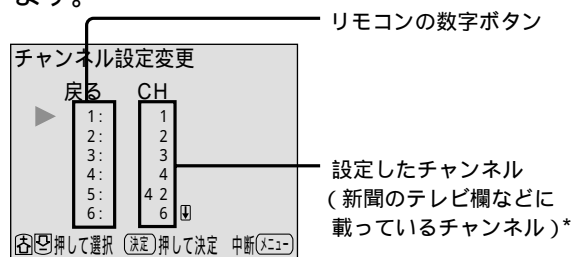 ます。
リモコンの数字ボタン
チャンネル設定変更
戻る CH
1: 1
2: 2
3: 3
4: 4
5: 42
6: 6
設定したチャンネル
(新聞のテレビ欄などに
載っているチャンネル)*
押して選択 決定 押して決定 中断 メニュー